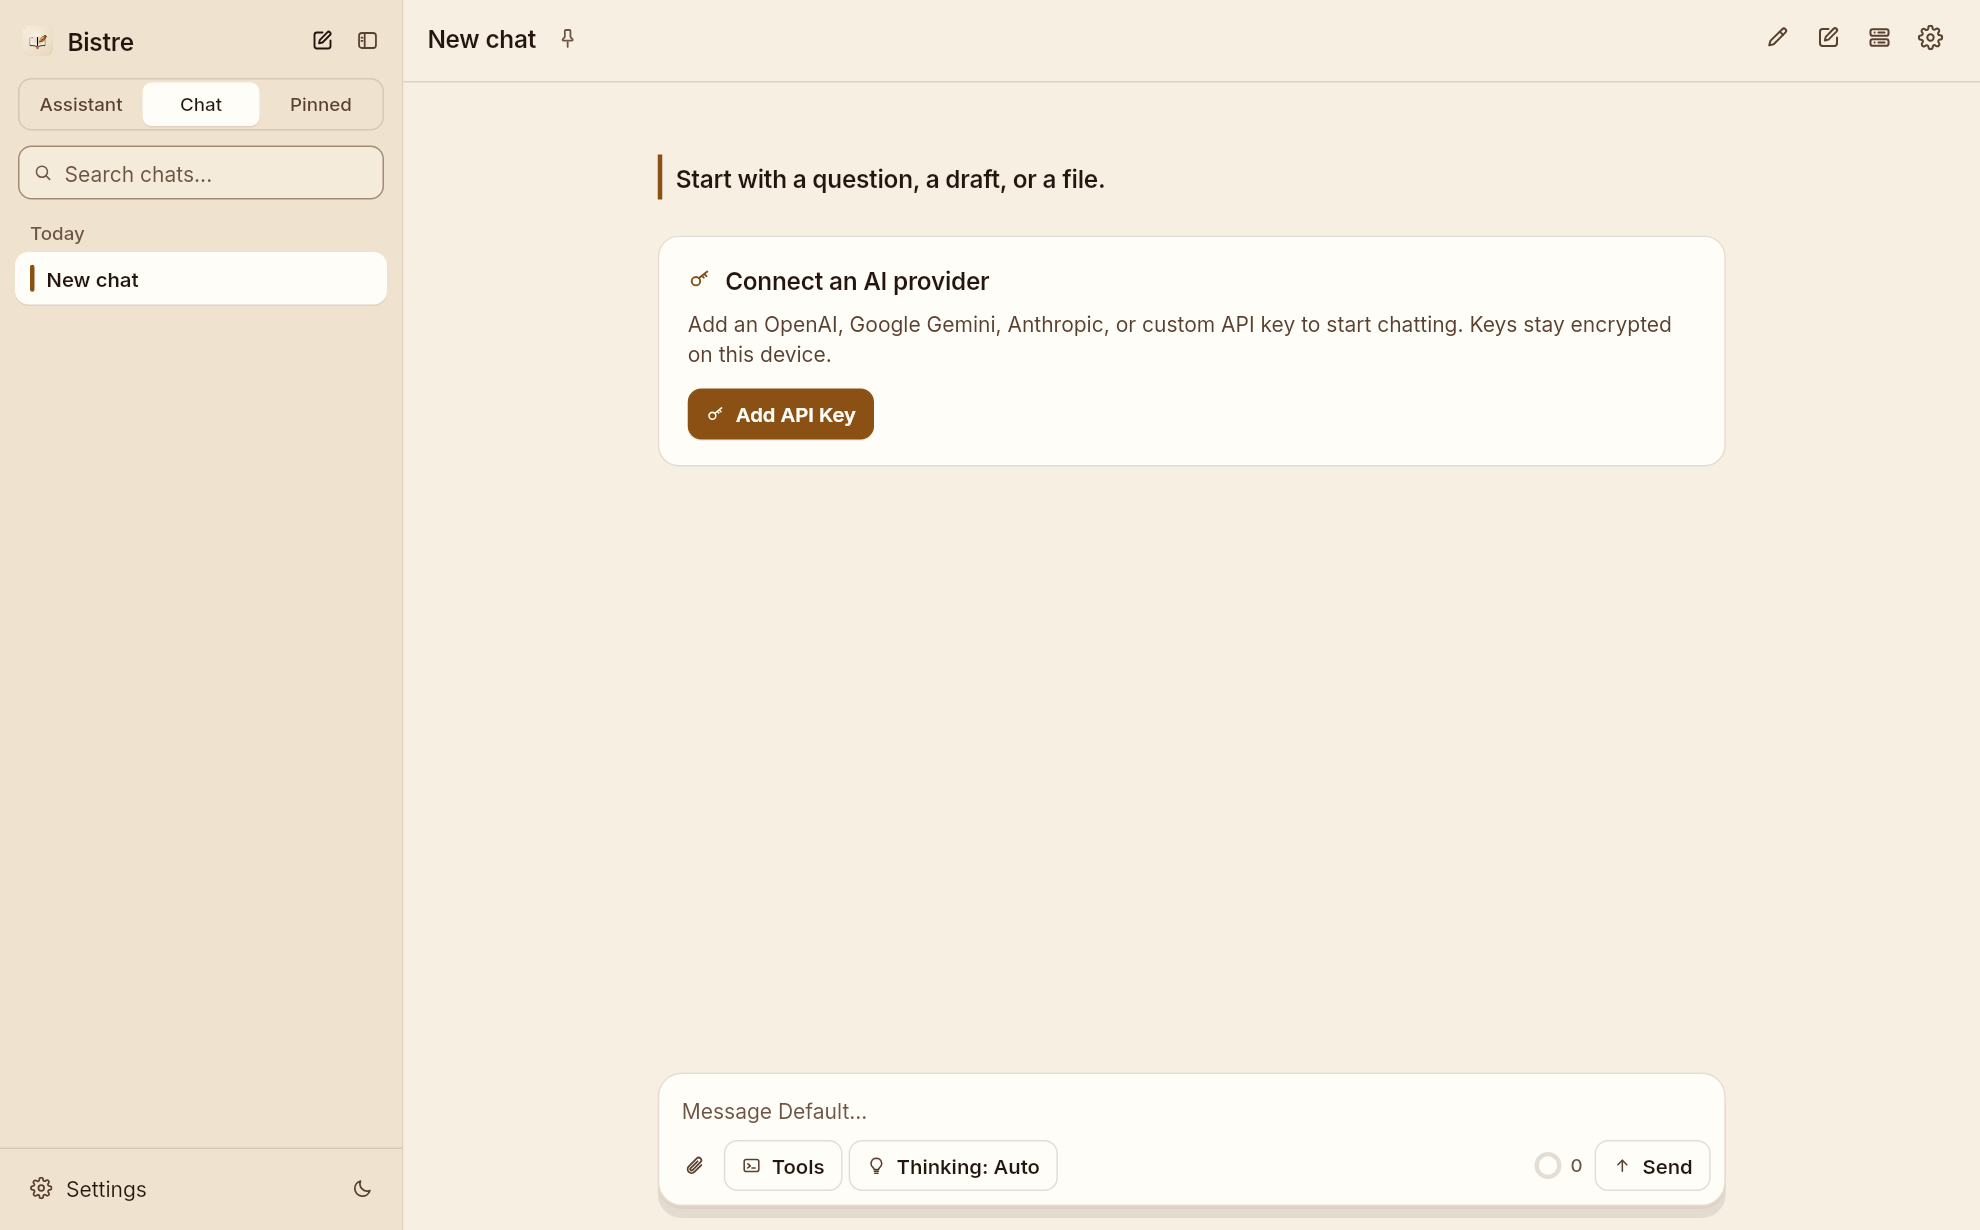 Bistre
Assistant
Chat
Pinned
Search chats...
Today
New chat
Settings
New chat
Start with a question, a draft, or a file.
Connect an AI provider
Add an OpenAI, Google Gemini, Anthropic, or custom API key to start chatting. Keys stay encrypted
on this device.
Add API Key
Message Default...
Tools
Thinking: Auto
0
Send